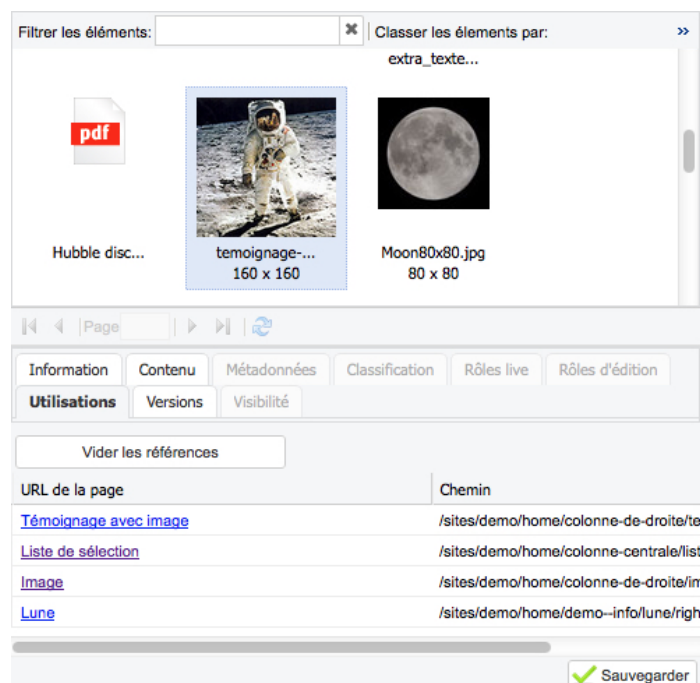 Filtrer les éléments: Classer les élements par: »
extra_texte...
pdf
Hubble disc... temoignage-... Moon80x80.jpg
160 x 160 80 x 80
Page
Information Contenu Métadonnées Classification Rôles live Rôles d'édition
Utilisations Versions Visibilité
Vider les références
URL de la page Chemin
Témoignage avec image /sites/demo/home/colonne-de-droite/te
Liste de sélection /sites/demo/home/colonne-centrale/list
Image /sites/demo/home/colonne-de-droite/im
Lune /sites/demo/home/demo--info/lune/righ
Sauvegarder